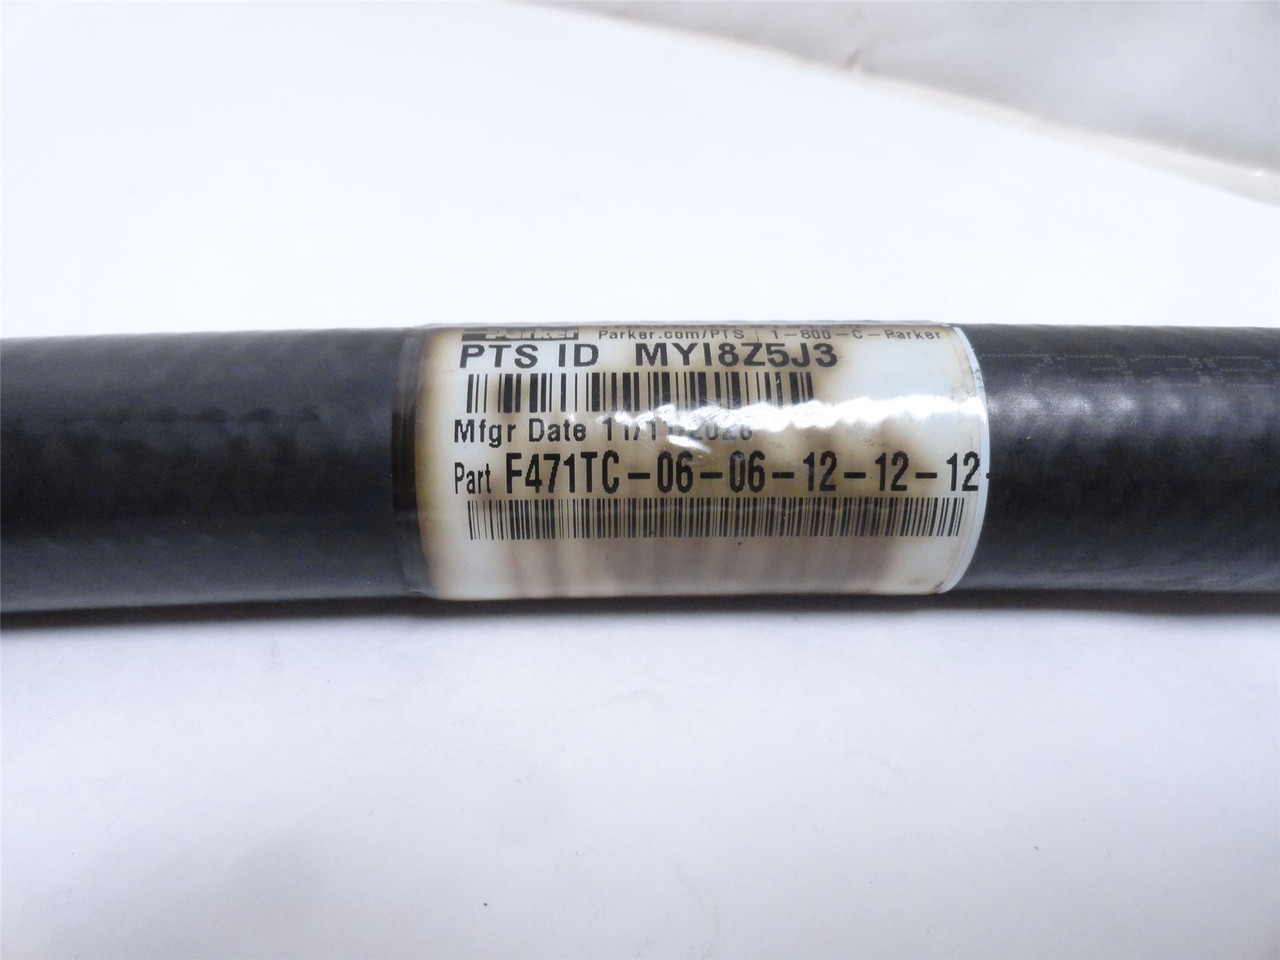 Parker Parker.com/PTS | 1-800-C-Parker
PTS ID MYI8Z5J3
Mfgr Date
Part F471TC-06-06-12-12-12-